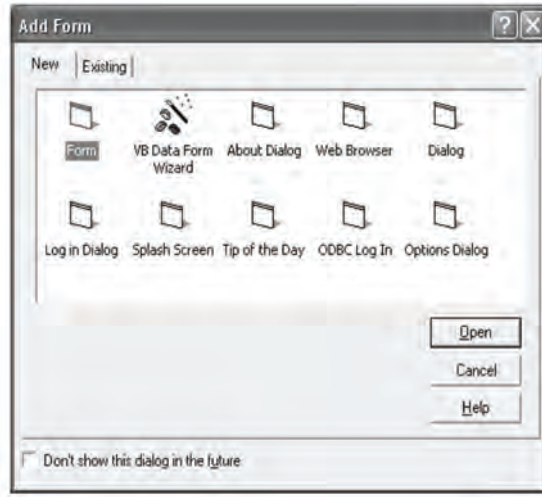 Add Form
New Existing
Form VB Data Form Wizard About Dialog Web Browser Dialog
Log in Dialog Splash Screen Tip of the Day ODBC Log In Options Dialog
Open
Cancel
Help
Don't show this dialog in the future